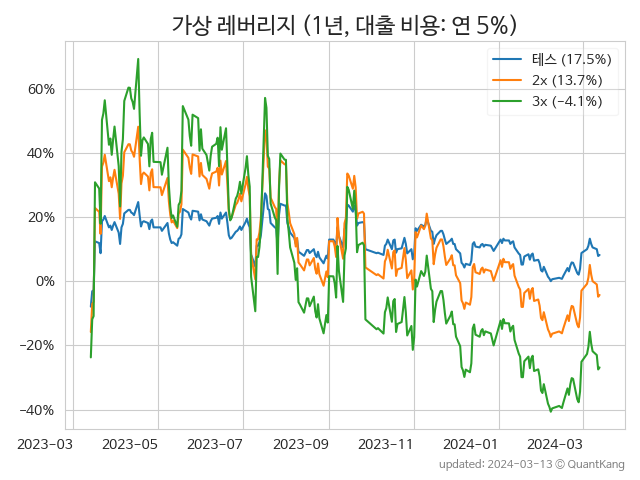 가상 레버리지 (1년, 대출 비용: 연 5%)
테스 (17.5%)
2x (13.7%)
3x (−4.1%)
60%
40%
20%
0%
−20%
−40%
2023-03
2023-05
2023-07
2023-09
2023-11
2024-01
2024-03
updated: 2024-03-13 ⓒ QuantKang